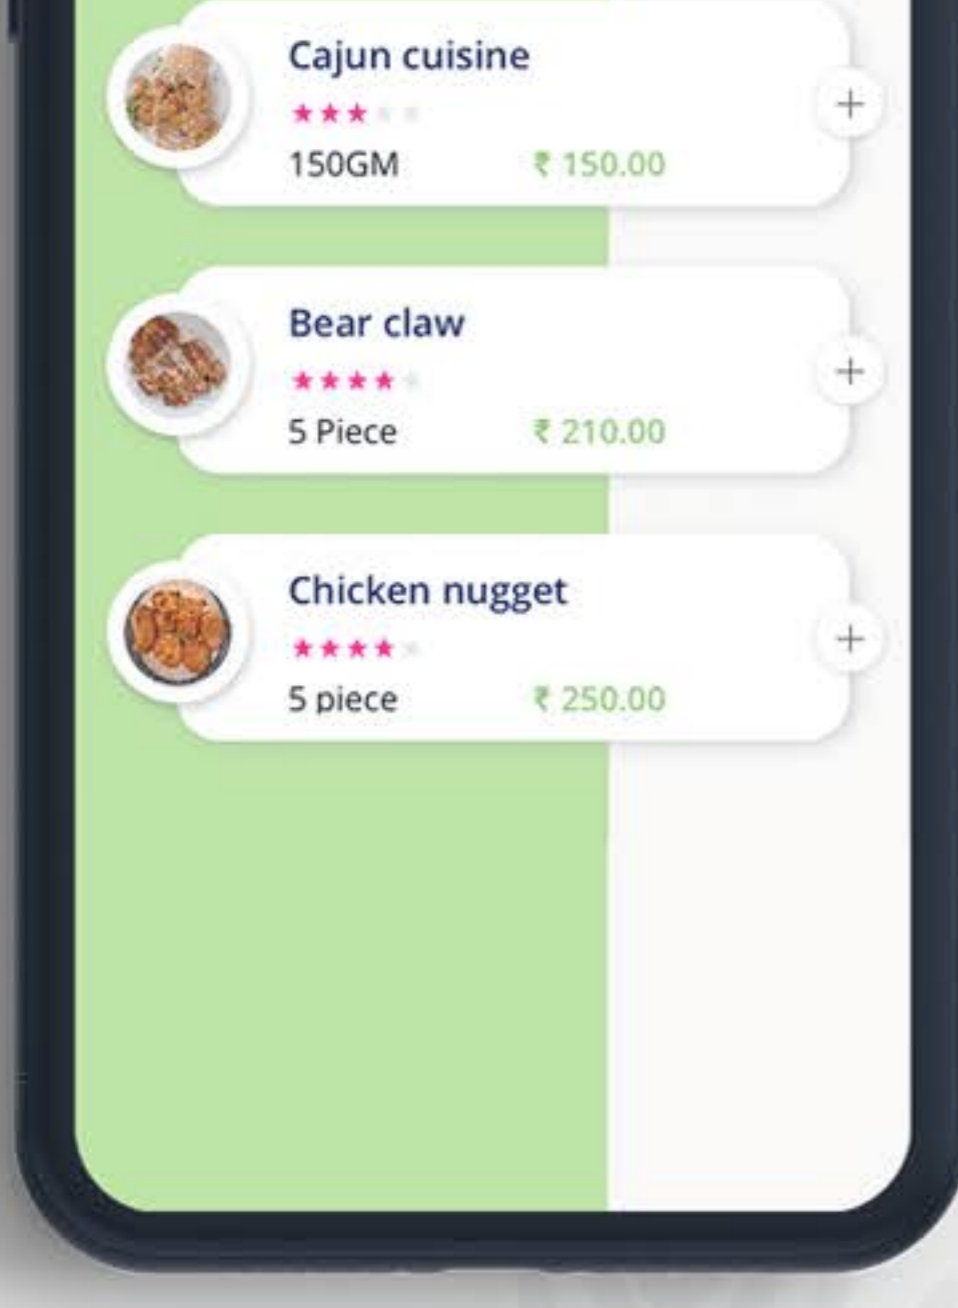 Cajun cuisine
150GM ₹ 150.00
Bear claw
5 Piece ₹ 210.00
Chicken nugget
5 piece ₹ 250.00